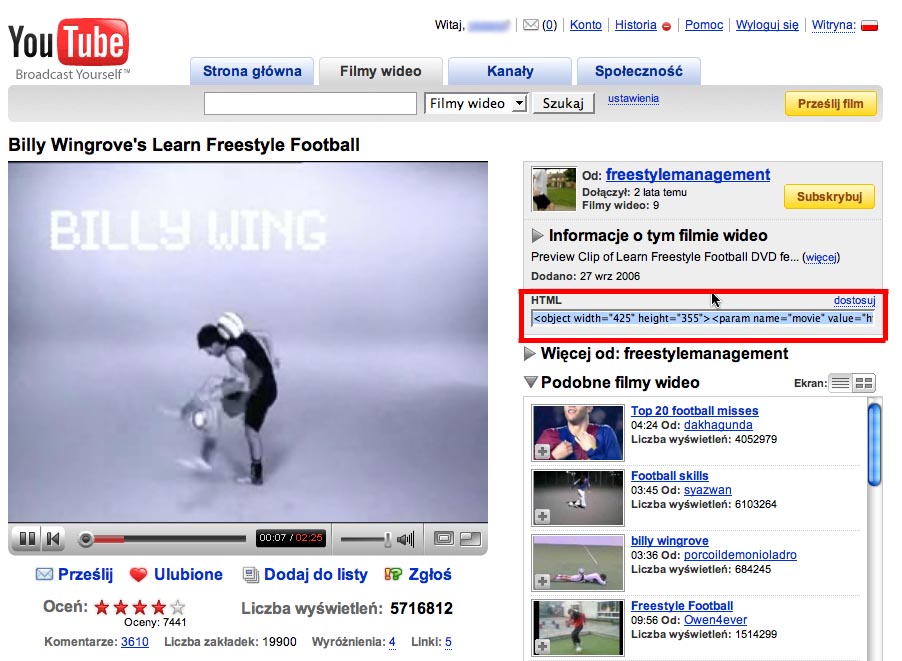 Witaj, (0) Konto Historia Pomoc Wyloguj się Witryna:
YouTube
Broadcast Yourself™
Strona główna Filmy wideo Kanały Społeczność
Filmy wideo Szukaj ustawienia Prześlij film
Billy Wingrove's Learn Freestyle Football
BILLY WING
00:07 / 02:25
Prześlij Ulubione Dodaj do listy Zgłoś
Oceń: Liczba wyświetleń: 5716812
Oceny: 7441
Komentarze: 3610 Liczba zakładek: 19900 Wyróżnienia: 4 Linki: 5
Od: freestylemanagement
Dołączył: 2 lata temu
Filmy wideo: 9
Subskrybuj
Informacje o tym filmie wideo
Preview Clip of Learn Freestyle Football DVD fe... (więcej)
Dodano: 27 wrz 2006
HTML dostosuj
<object width="425" height="355"><param name="movie" value="h
Więcej od: freestylemanagement
Podobne filmy wideo Ekran:
Top 20 football misses
04:24 Od: dakhagunda
Liczba wyświetleń: 4052979
Football skills
03:45 Od: syazwan
Liczba wyświetleń: 6103264
billy wingrove
03:36 Od: porcoildemonioladro
Liczba wyświetleń: 684245
Freestyle Football
09:56 Od: Owen4ever
Liczba wyświetleń: 1514299